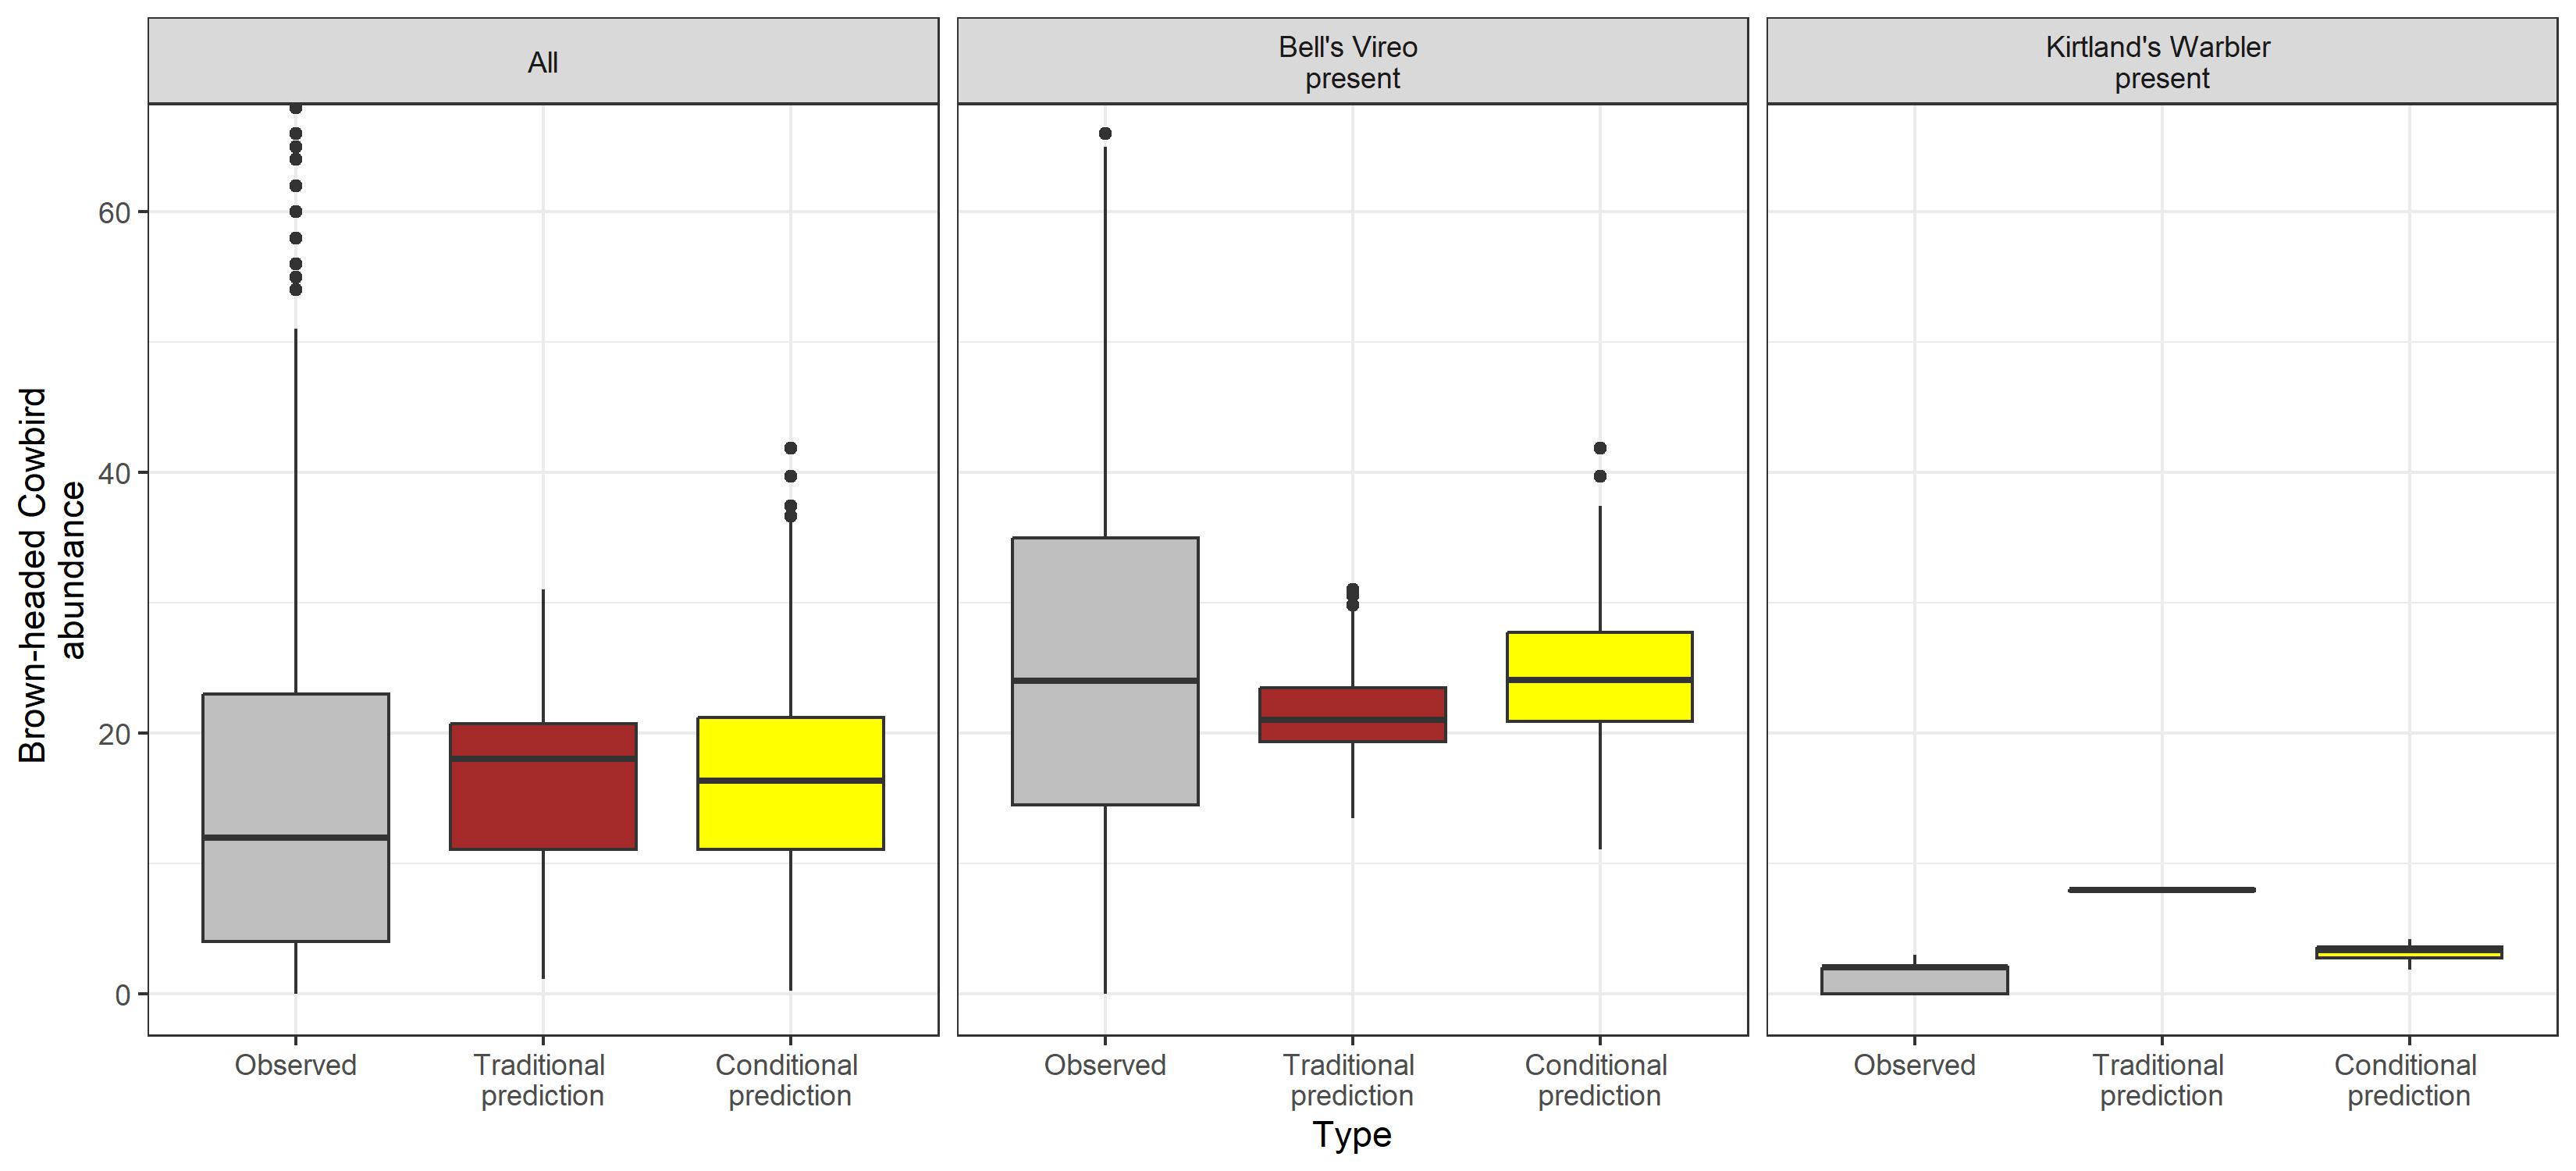 All
Bell's Vireo
present
Kirtland's Warbler
present
Brown-headed Cowbird
abundance
60
40
20
0
Observed
Traditional
prediction
Conditional
prediction
Observed
Traditional
prediction
Conditional
prediction
Observed
Traditional
prediction
Conditional
prediction
Type